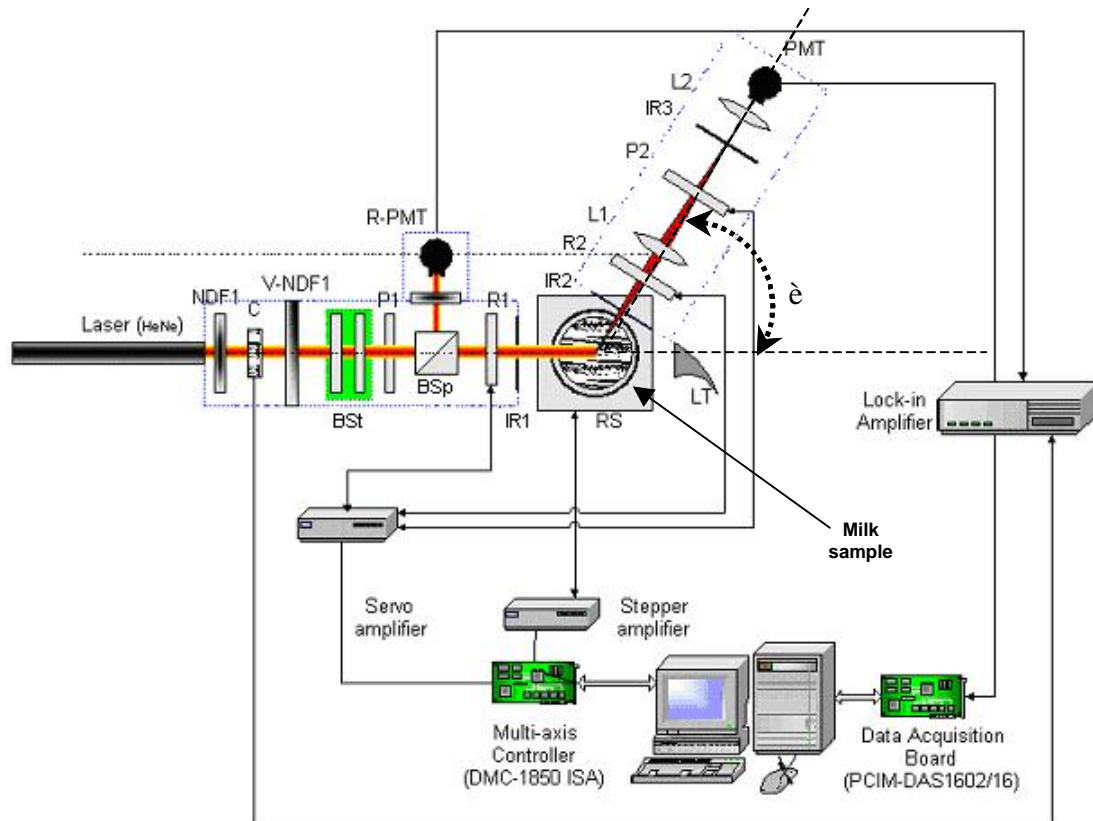 PMT
L2
IR3
P2
L1
R-PMT
R2
IR2
è
V-NDF1
NDF1
C
P1
R1
Laser (HeNe)
BSp
LT
BSt
IR1
RS
Lock-in
Amplifier
Milk
sample
Servo
amplifier
Stepper
amplifier
Multi-axis
Controller
(DMC-1850 ISA)
Data Acquisition
Board
(PCIM-DAS1602/16)